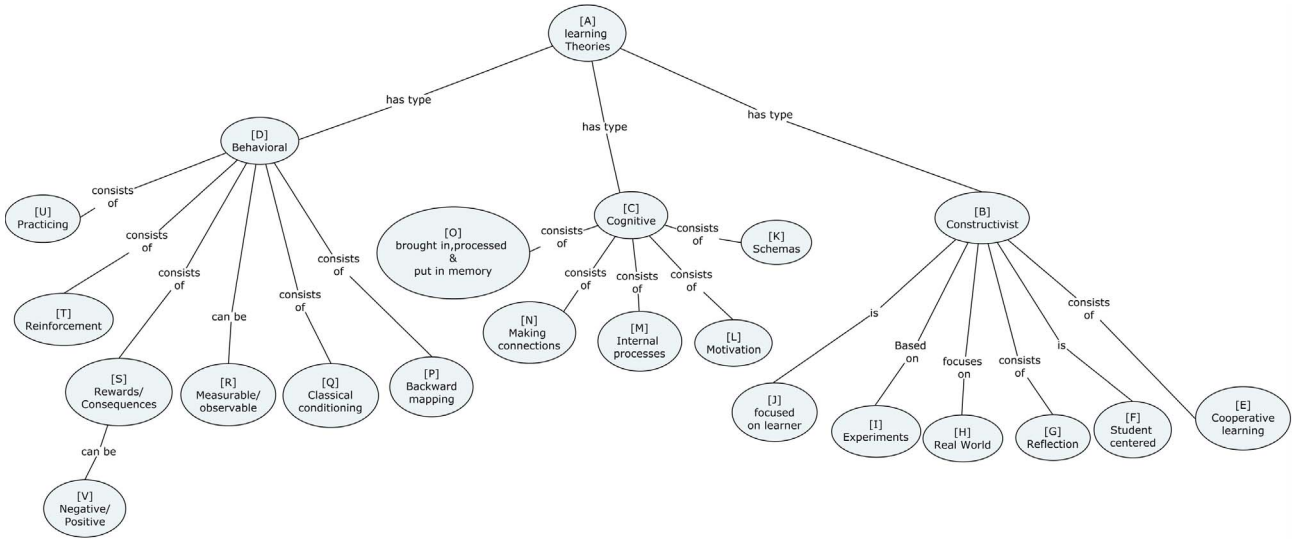 [A]
learning
Theories
has type
has type
has type
[D]
Behavioral
[C]
Cognitive
[B]
Constructivist
consists
of
[U]
Practicing
consists
of
[T]
Reinforcement
consists
of
[S]
Rewards/
Consequences
can be
[V]
Negative/
Positive
can be
[R]
Measurable/
observable
consists
of
[Q]
Classical
conditioning
consists
of
[P]
Backward
mapping
consists
of
[O]
brought in,processed
&
put in memory
consists
of
[N]
Making
connections
consists
of
[M]
Internal
processes
consists
of
[L]
Motivation
consists
of
[K]
Schemas
is
[J]
focused
on learner
Based
on
[I]
Experiments
focuses
on
[H]
Real World
consists
of
[G]
Reflection
is
[F]
Student
centered
consists
of
[E]
Cooperative
learning